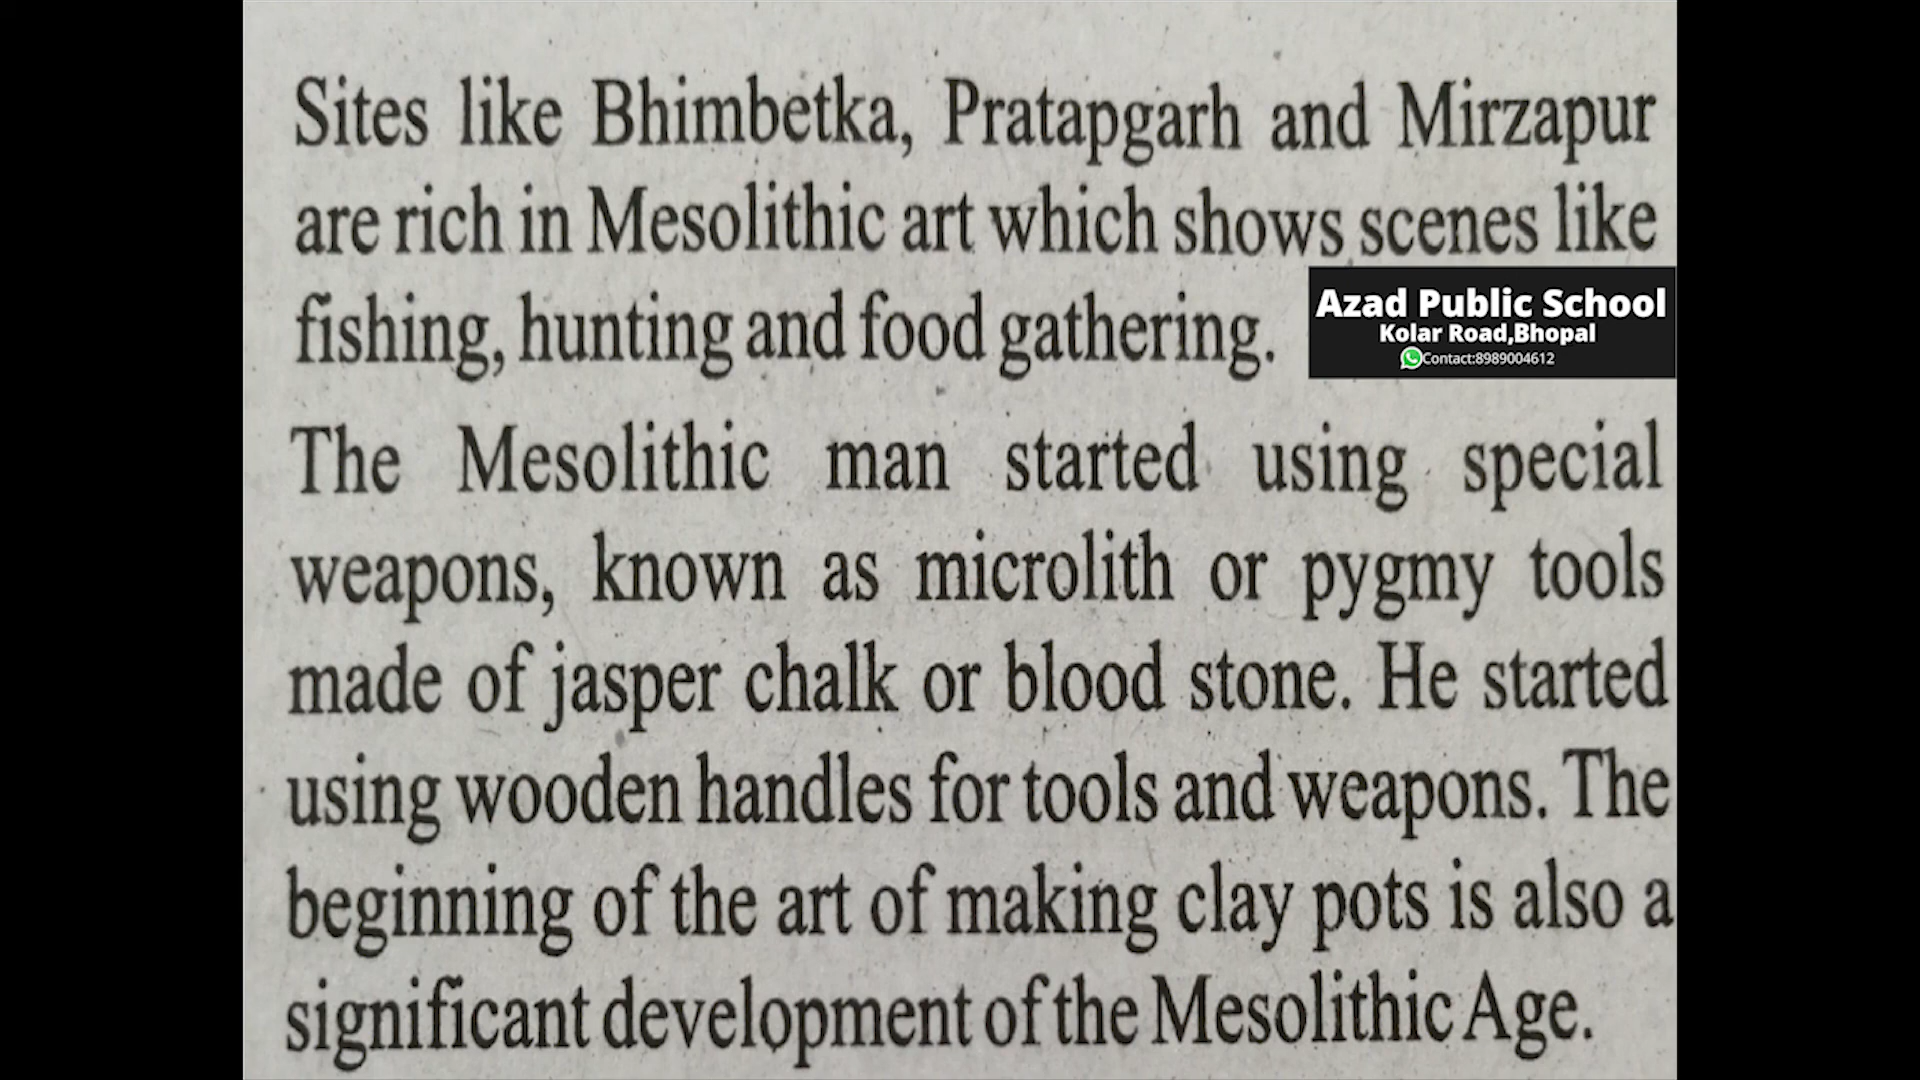 Sites like Bhimbetka, Pratapgarh and Mirzapur
are rich in Mesolithic art which shows scenes like
fishing, hunting and food gathering.
Azad Public School
Kolar Road,Bhopal
Contact:8989004612
The Mesolithic man started using special
weapons, known as microlith or pygmy tools
made of jasper chalk or blood stone. He started
using wooden handles for tools and weapons. The
beginning of the art of making clay pots is also a
significant development of the Mesolithic Age.